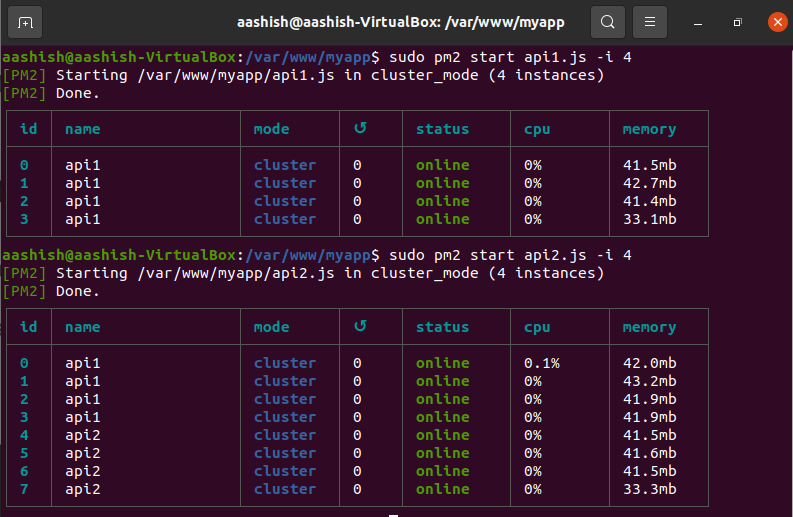 aashish@aashish-VirtualBox: /var/www/myapp
aashish@aashish-VirtualBox:/var/www/myapp$ sudo pm2 start api1.js -i 4
[PM2] Starting /var/www/myapp/api1.js in cluster_mode (4 instances)
[PM2] Done.
id name mode ↺ status cpu memory
0 api1 cluster 0 online 0% 41.5mb
1 api1 cluster 0 online 0% 42.7mb
2 api1 cluster 0 online 0% 41.4mb
3 api1 cluster 0 online 0% 33.1mb
aashish@aashish-VirtualBox:/var/www/myapp$ sudo pm2 start api2.js -i 4
[PM2] Starting /var/www/myapp/api2.js in cluster_mode (4 instances)
[PM2] Done.
id name mode ↺ status cpu memory
0 api1 cluster 0 online 0.1% 42.0mb
1 api1 cluster 0 online 0% 43.2mb
2 api1 cluster 0 online 0% 41.9mb
3 api1 cluster 0 online 0% 41.9mb
4 api2 cluster 0 online 0% 41.5mb
5 api2 cluster 0 online 0% 41.6mb
6 api2 cluster 0 online 0% 41.5mb
7 api2 cluster 0 online 0% 33.3mb